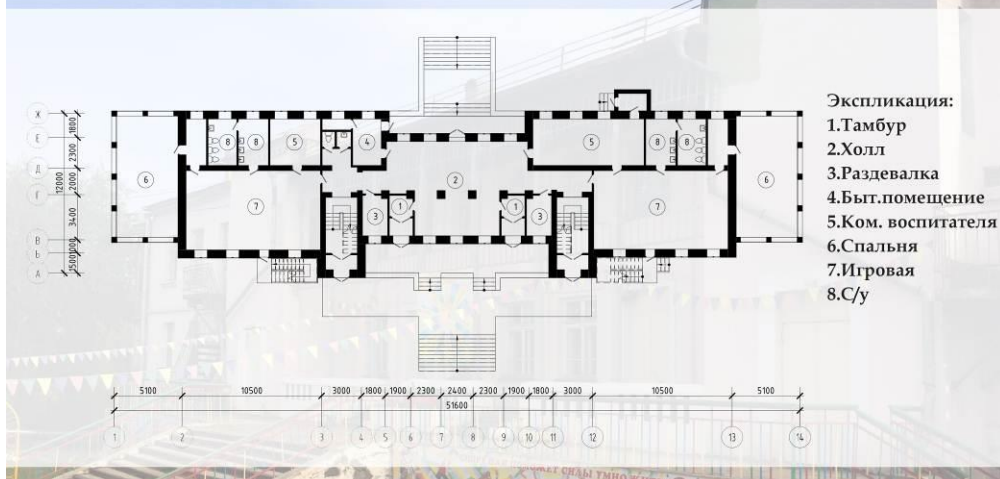 Экспликация:
1.Тамбур
2.Холл
3.Раздевалка
4.Быт.помещение
5.Ком. воспитателя
6.Спальня
7.Игровая
8.С/у
Ж
Е
Д
Г
В
Б
А
1800
2300
2000
3400
12000
8 8 5 4 5 8 8
6 2 6
7 7
3 1 1 3
5100 10500 3000 1800 1900 2300 2400 2300 1900 1800 3000 10500 5100
51600
1 2 3 4 5 6 7 8 9 10 11 12 13 14